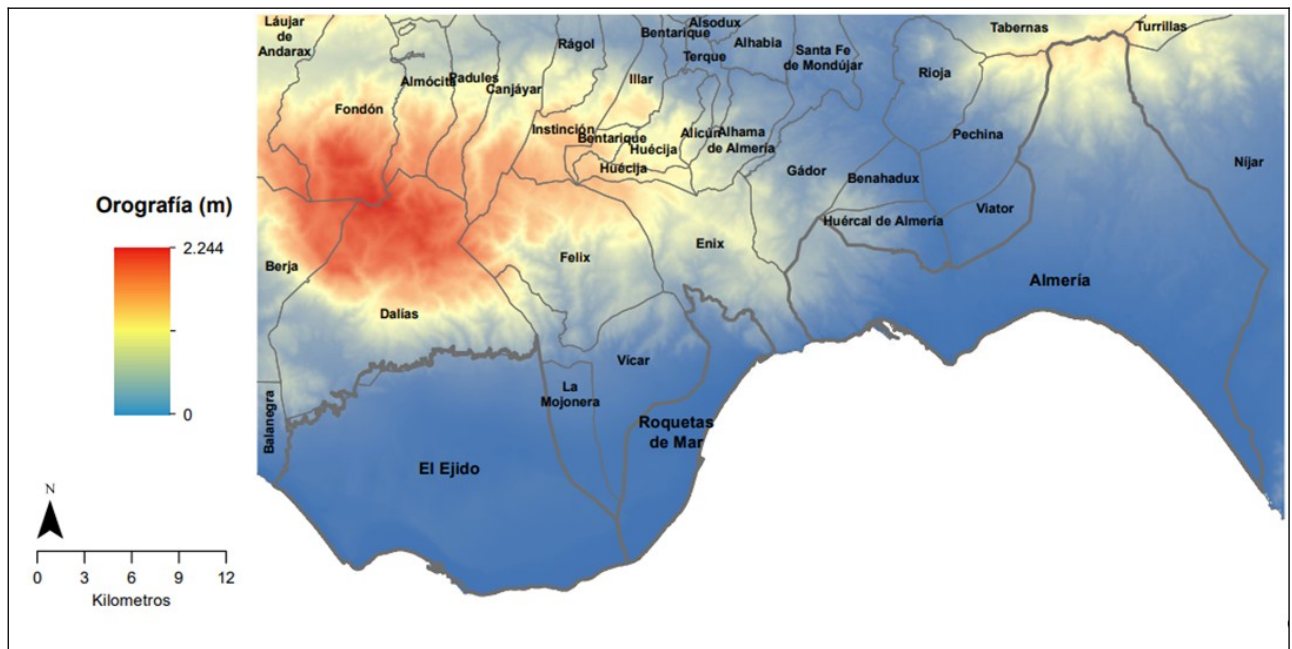 Láujar
de
Andarax
Alsodux
Bentarique
Tabernas
Turrillas
Rágol
Alhabia
Terque
Santa Fe
de Mondújar
Rioja
Almócita
Padules
Canjáyar
Illar
Fondón
Instinción
Bentarique
Alicún
Alhama
de Almería
Pechina
Huécija
Huécija
Níjar
Gádor
Benahadux
Orografía (m)
Viator
Huércal de Almería
2.244
Enix
Felix
Berja
Almería
Dalías
Vícar
La
Mojonera
0
Balanegra
Roquetas
de Mar
El Ejido
N
0 3 6 9 12
Kilometros